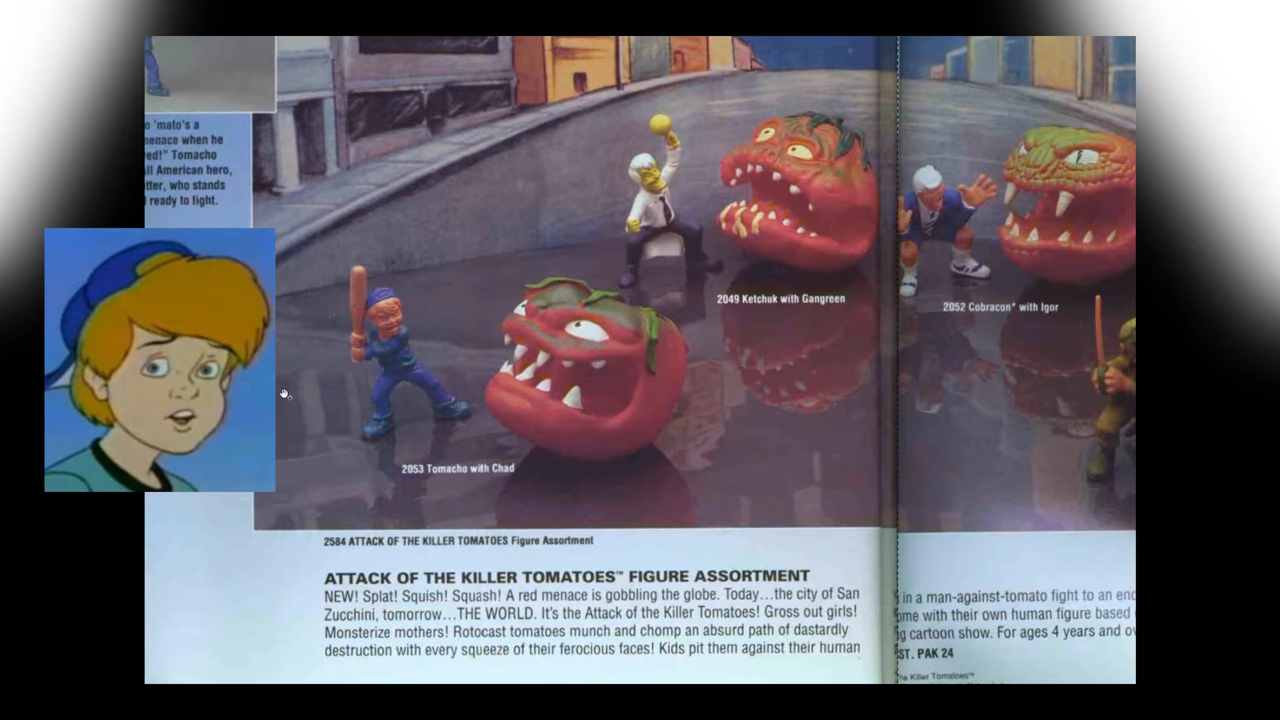 o 'mato's a
enace when he
ed!" Tomacho
ll American hero,
tter, who stands
ready to fight.
2049 Ketchuk with Gangreen
2052 Cobracon* with Igor
2053 Tomacho with Chad
2584 ATTACK OF THE KILLER TOMATOES Figure Assortment
ATTACK OF THE KILLER TOMATOES™ FIGURE ASSORTMENT
NEW! Splat! Squish! Squash! A red menace is gobbling the globe. Today...the city of San
Zucchini, tomorrow...THE WORLD. It's the Attack of the Killer Tomatoes! Gross out girls!
Monsterize mothers! Rotocast tomatoes munch and chomp an absurd path of dastardly
destruction with every squeeze of their ferocious faces! Kids pit them against their human
in a man-against-tomato fight to an end
ome with their own human figure based
g cartoon show. For ages 4 years and ov
ST. PAK 24
he Killer Tomatoes™